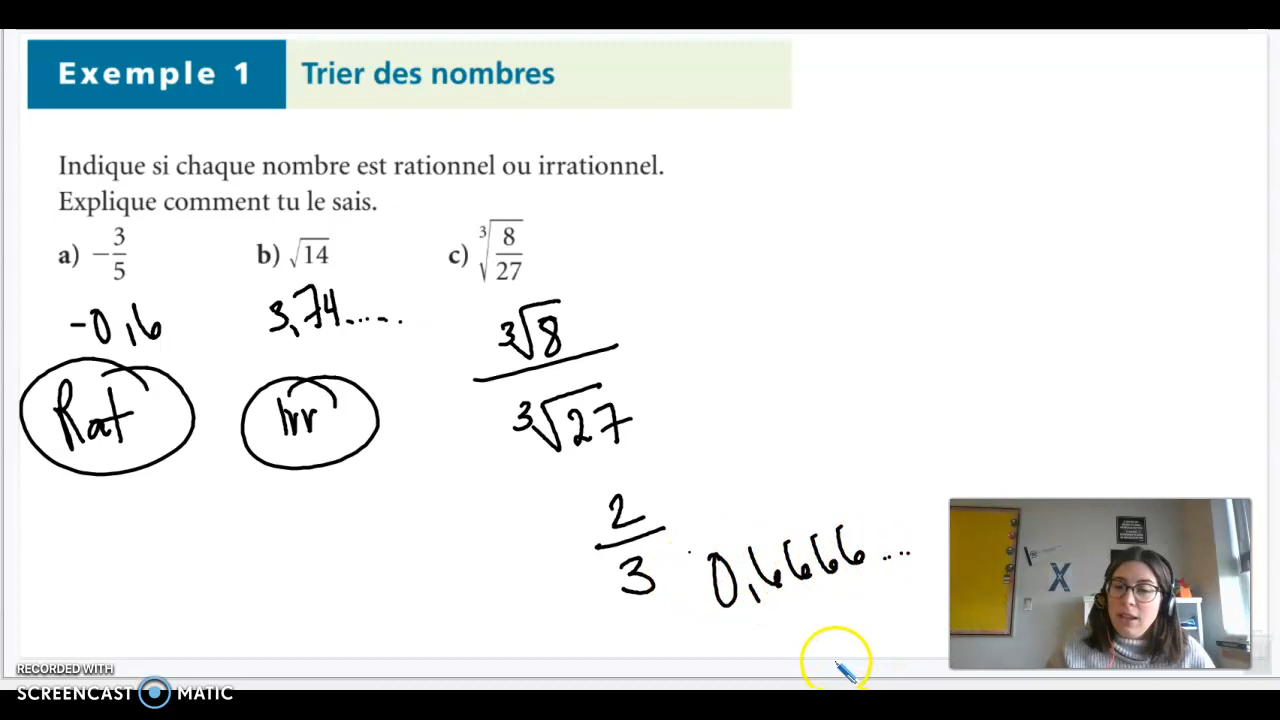 Exemple 1 Trier des nombres
Indique si chaque nombre est rationnel ou irrationnel.
Explique comment tu le sais.
a) −3/5 b) √14 c) ∛(8/27)
-0,6 3,74..... ∛8
Rat Irr ∛27
2/3 0,6666....
X
RECORDED WITH
SCREENCAST MATIC